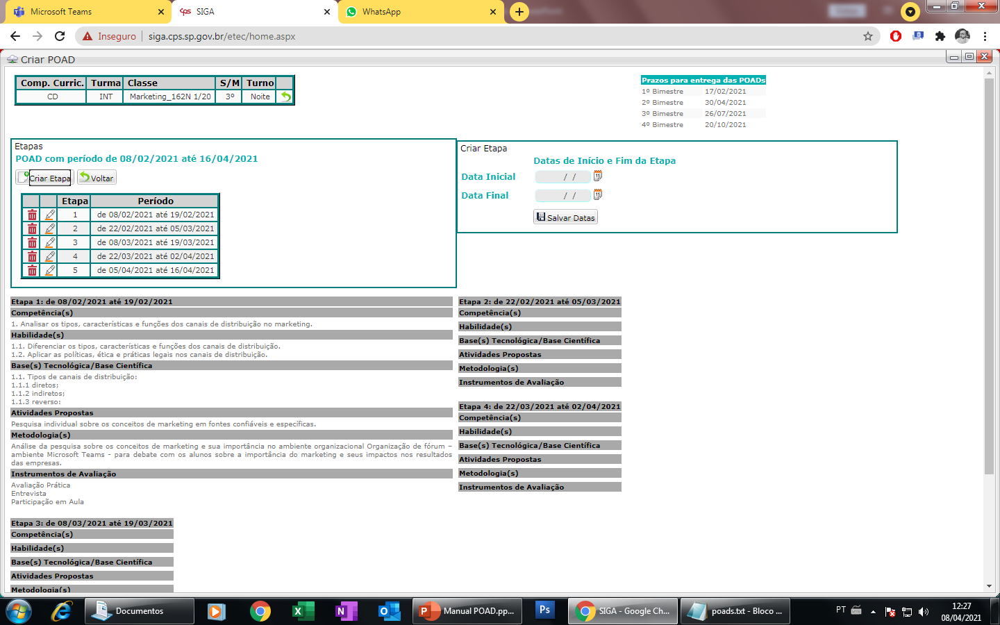 Microsoft Teams
SIGA
WhatsApp
Inseguro
siga.cps.sp.gov.br/etec/home.aspx
Criar POAD
Comp. Curric. Turma Classe S/M Turno
CD INT Marketing_162N 1/20 3º Noite
Prazos para entrega das POADs
1º Bimestre 17/02/2021
2º Bimestre 30/04/2021
3º Bimestre 26/07/2021
4º Bimestre 20/10/2021
Etapas
POAD com período de 08/02/2021 até 16/04/2021
Criar Etapa Voltar
Etapa Período
1 de 08/02/2021 até 19/02/2021
2 de 22/02/2021 até 05/03/2021
3 de 08/03/2021 até 19/03/2021
4 de 22/03/2021 até 02/04/2021
5 de 05/04/2021 até 16/04/2021
Criar Etapa
Datas de Início e Fim da Etapa
Data Inicial / /
Data Final / /
Salvar Datas
Etapa 1: de 08/02/2021 até 19/02/2021
Competência(s)
1. Analisar os tipos, características e funções dos canais de distribuição no marketing.
Habilidade(s)
1.1. Diferenciar os tipos, características e funções dos canais de distribuição.
1.2. Aplicar as políticas, ética e práticas legais nos canais de distribuição.
Base(s) Tecnológica/Base Científica
1.1. Tipos de canais de distribuição:
1.1.1 diretos;
1.1.2 indiretos;
1.1.3 reverso:
Atividades Propostas
Pesquisa individual sobre os conceitos de marketing em fontes confiáveis e específicas.
Metodologia(s)
Análise da pesquisa sobre os conceitos de marketing e sua importância no ambiente organizacional Organização de fórum –
ambiente Microsoft Teams - para debate com os alunos sobre a importância do marketing e seus impactos nos resultados
das empresas.
Instrumentos de Avaliação
Avaliação Prática
Entrevista
Participação em Aula
Etapa 2: de 22/02/2021 até 05/03/2021
Competência(s)
Habilidade(s)
Base(s) Tecnológica/Base Científica
Atividades Propostas
Metodologia(s)
Instrumentos de Avaliação
Etapa 4: de 22/03/2021 até 02/04/2021
Competência(s)
Habilidade(s)
Base(s) Tecnológica/Base Científica
Atividades Propostas
Metodologia(s)
Instrumentos de Avaliação
Etapa 3: de 08/03/2021 até 19/03/2021
Competência(s)
Habilidade(s)
Base(s) Tecnológica/Base Científica
Atividades Propostas
Metodologia(s)
Documentos
Manual POAD.pp...
SIGA - Google Ch...
poads.txt - Bloco ...
PT
12:27
08/04/2021